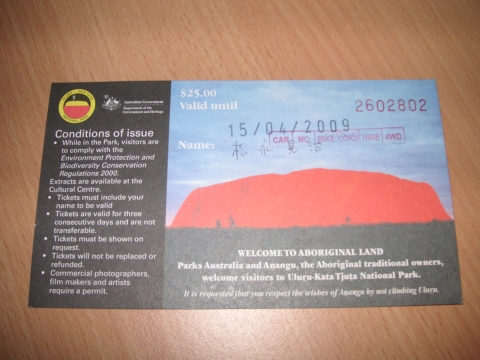 Australian Government
Department of the
Environment and Heritage
Conditions of issue
• While in the Park, visitors are
to comply with the
Environment Protection and
Biodiversity Conservation
Regulations 2000.
Extracts are available at the
Cultural Centre.
• Tickets must include your
name to be valid
• Tickets are valid for three
consecutive days and are not
transferable.
• Tickets must be shown on
request.
• Tickets will not be replaced or
refunded.
• Commercial photographers,
film makers and artists
require a permit.
$25.00
Valid until
2602802
15/04/2009
Name:
CAR MO BIKE COACH HIRE 4WD
WELCOME TO ABORIGINAL LAND
Parks Australia and Anangu, the Aboriginal traditional owners,
welcome visitors to Uluru-Kata Tjuta National Park.
It is requested that you respect the wishes of Anangu by not climbing Uluru.